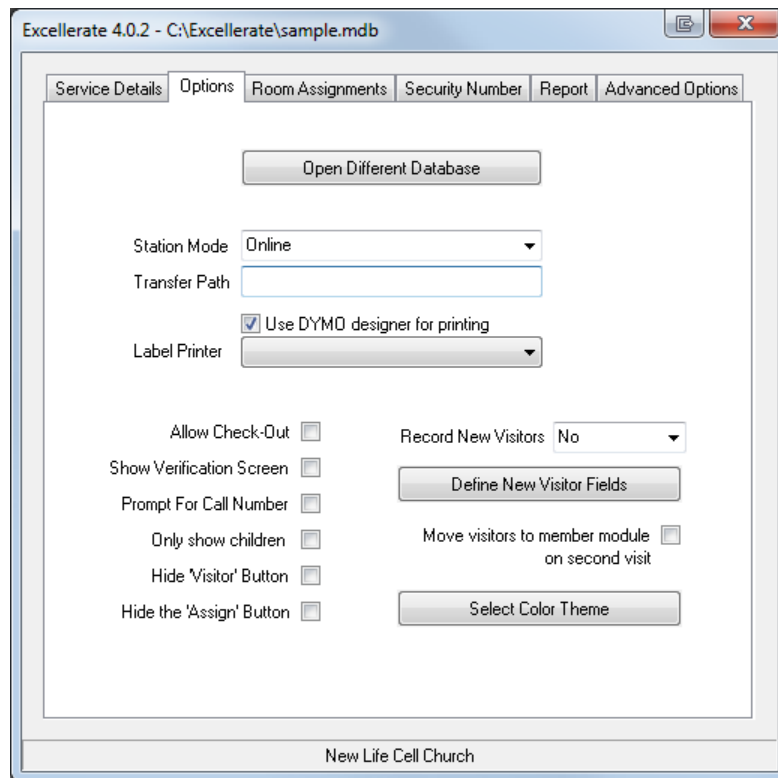 Excellerate 4.0.2 - C:\Excellerate\sample.mdb
Service Details Options Room Assignments Security Number Report Advanced Options
Open Different Database
Station Mode Online
Transfer Path
Use DYMO designer for printing
Label Printer
Allow Check-Out
Show Verification Screen
Prompt For Call Number
Only show children
Hide 'Visitor' Button
Hide the 'Assign' Button
Record New Visitors No
Define New Visitor Fields
Move visitors to member module
on second visit
Select Color Theme
New Life Cell Church